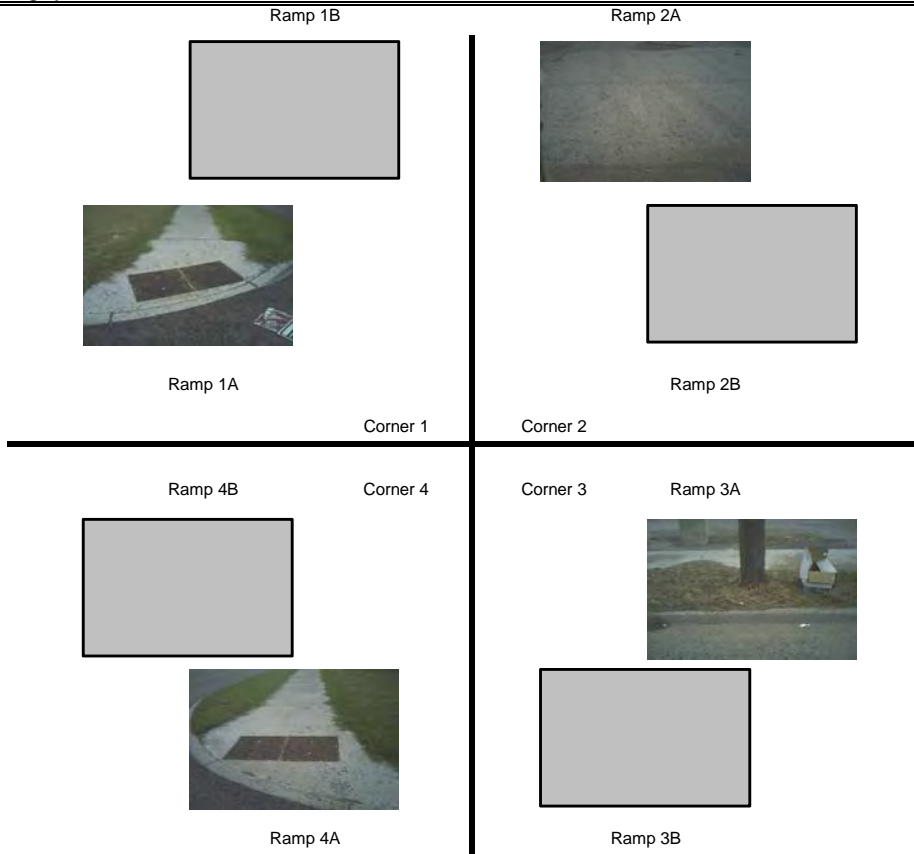 Ramp 1B
Ramp 2A
Ramp 1A
Ramp 2B
Corner 1
Corner 2
Ramp 4B
Corner 4
Corner 3
Ramp 3A
Ramp 4A
Ramp 3B